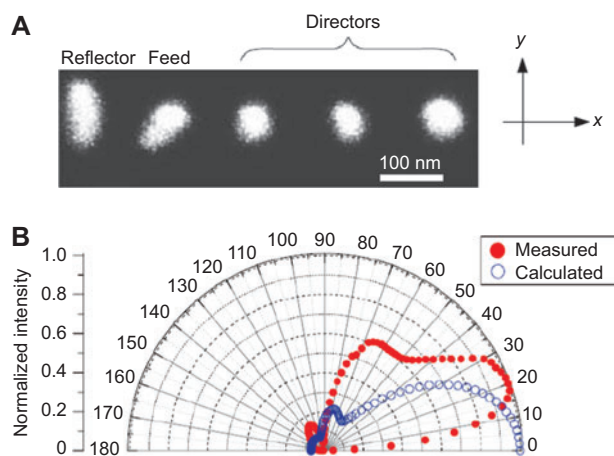 A
Directors
Reflector Feed
y
x
100 nm
B
Normalized intensity
1.0
0.8
0.6
0.4
0.2
0
180
170
160
150
140
130
120
110
100
90
80
70
60
50
40
30
20
10
0
Measured
Calculated